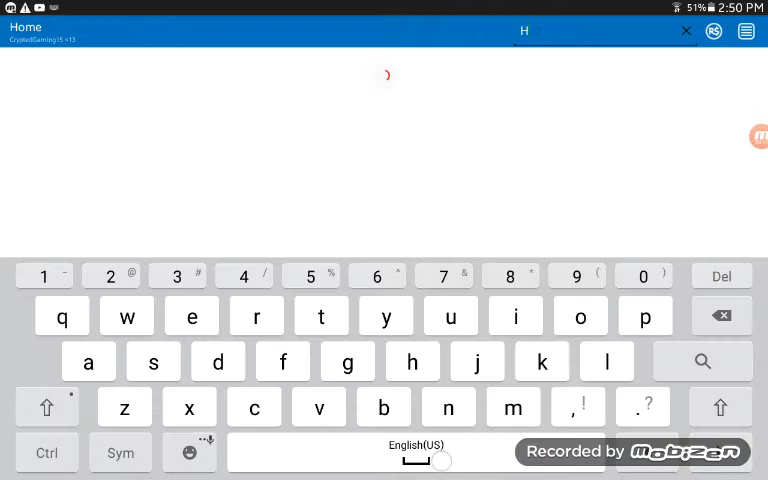 51% 2:50 PM
Home
CryptedGaming15 <13
H
R$
1 - 2 @ 3 # 4 / 5 % 6 ^ 7 & 8 * 9 ( 0 ) Del
q w e r t y u i o p
a s d f g h j k l
z x c v b n m , ! . ?
Ctrl Sym English(US)
Recorded by mobizen